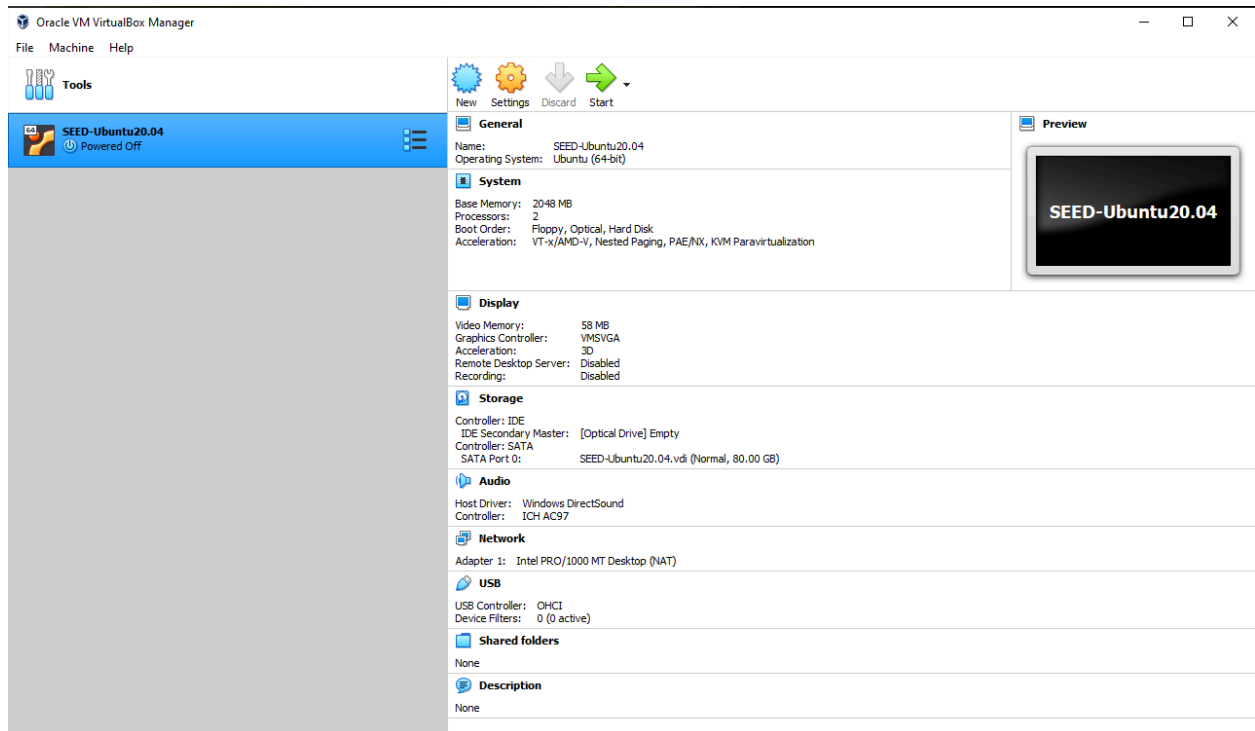 Oracle VM VirtualBox Manager
File Machine Help
Tools
64
SEED-Ubuntu20.04
Powered Off
New Settings Discard Start
General
Name: SEED-Ubuntu20.04
Operating System: Ubuntu (64-bit)
Preview
SEED-Ubuntu20.04
System
Base Memory: 2048 MB
Processors: 2
Boot Order: Floppy, Optical, Hard Disk
Acceleration: VT-x/AMD-V, Nested Paging, PAE/NX, KVM Paravirtualization
Display
Video Memory: 58 MB
Graphics Controller: VMSVGA
Acceleration: 3D
Remote Desktop Server: Disabled
Recording: Disabled
Storage
Controller: IDE
IDE Secondary Master: [Optical Drive] Empty
Controller: SATA
SATA Port 0: SEED-Ubuntu20.04.vdi (Normal, 80.00 GB)
Audio
Host Driver: Windows DirectSound
Controller: ICH AC97
Network
Adapter 1: Intel PRO/1000 MT Desktop (NAT)
USB
USB Controller: OHCI
Device Filters: 0 (0 active)
Shared folders
None
Description
None